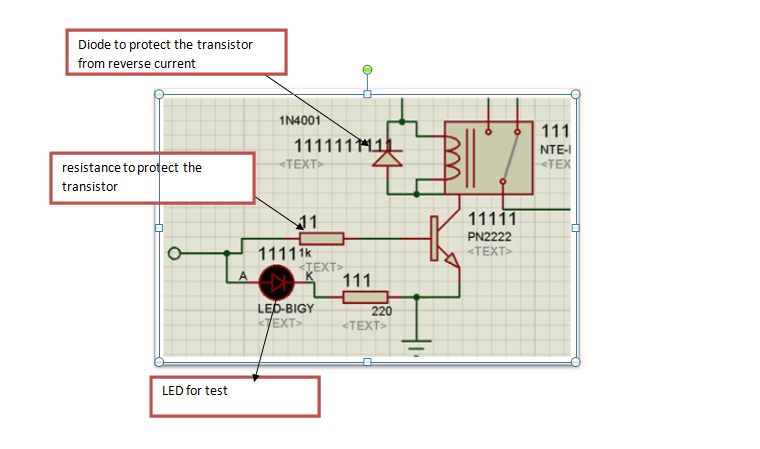 Diode to protect the transistor
from reverse current
1N4001
1111111111
<TEXT>
111
NTE-
<TEX
resistance to protect the
transistor
11
1k
<TEXT>
11111
PN2222
<TEXT>
1111
A
K
LED-BIGY
<TEXT>
111
220
<TEXT>
LED for test